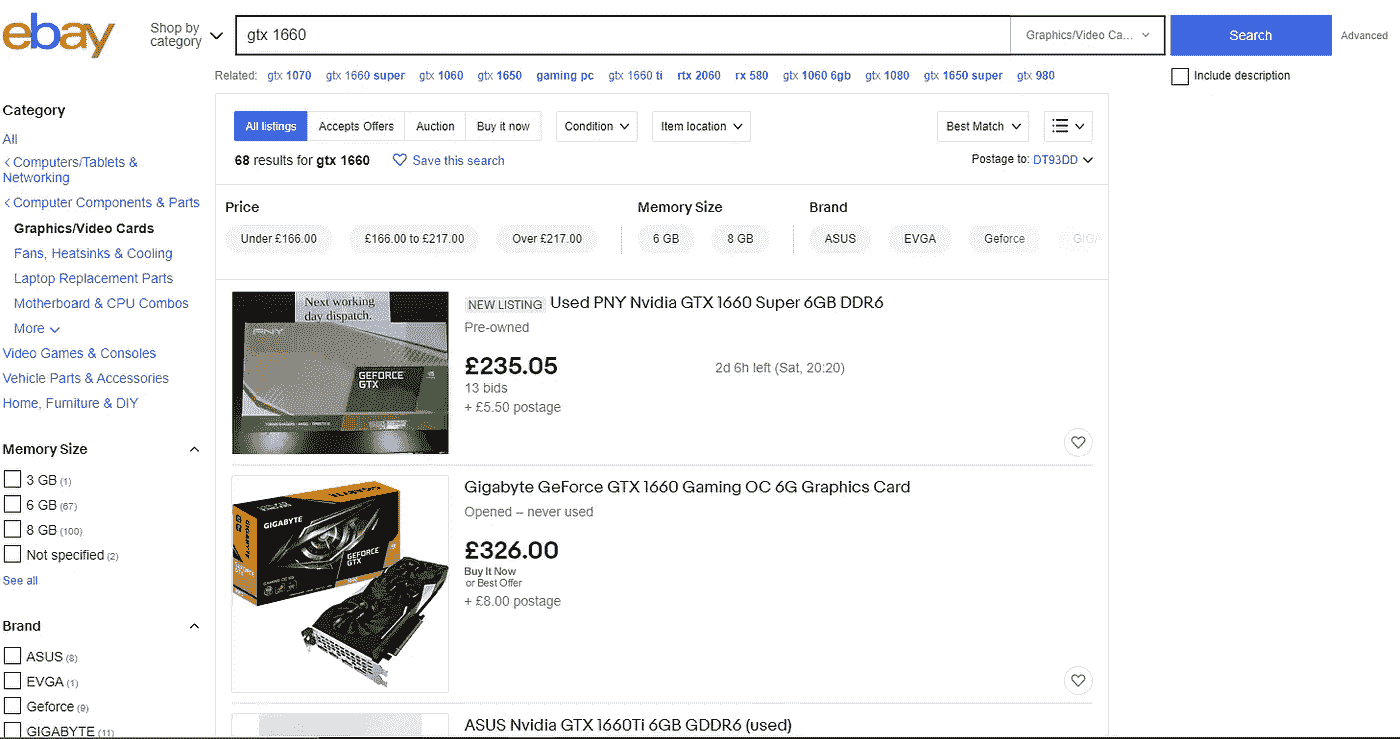 ebay
Shop by
category
gtx 1660
Graphics/Video Ca...
Search
Advanced
Related: gtx 1070 gtx 1660 super gtx 1060 gtx 1650 gaming pc gtx 1660 ti rtx 2060 rx 580 gtx 1060 6gb gtx 1080 gtx 1650 super gtx 980
Include description
Category
All
Computers/Tablets &
Networking
Computer Components & Parts
Graphics/Video Cards
Fans, Heatsinks & Cooling
Laptop Replacement Parts
Motherboard & CPU Combos
More
Video Games & Consoles
Vehicle Parts & Accessories
Home, Furniture & DIY
Memory Size
3 GB (1)
6 GB (67)
8 GB (100)
Not specified (2)
See all
Brand
ASUS (8)
EVGA (1)
Geforce (9)
GIGABYTE (11)
All listings Accepts Offers Auction Buy it now Condition Item location Best Match
68 results for gtx 1660 Save this search Postage to: DT93DD
Price Memory Size Brand
Under £166.00 £166.00 to £217.00 Over £217.00 6 GB 8 GB ASUS EVGA Geforce
Next working
day dispatch.
PNY
GEFORCE
GTX
NEW LISTING Used PNY Nvidia GTX 1660 Super 6GB DDR6
Pre-owned
£235.05 2d 6h left (Sat, 20:20)
13 bids
+ £5.50 postage
GIGABYTE
GIGABYTE
GEFORCE
GTX
Gigabyte GeForce GTX 1660 Gaming OC 6G Graphics Card
Opened – never used
£326.00
Buy It Now
or Best Offer
+ £8.00 postage
ASUS Nvidia GTX 1660Ti 6GB GDDR6 (used)